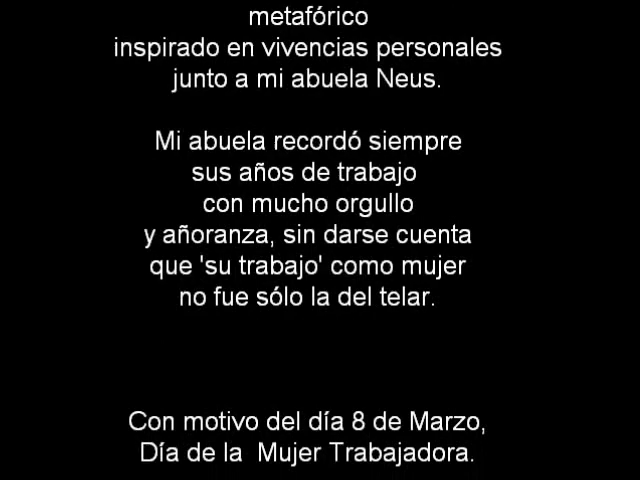 metafórico
inspirado en vivencias personales
junto a mi abuela Neus.
Mi abuela recordó siempre
sus años de trabajo
con mucho orgullo
y añoranza, sin darse cuenta
que 'su trabajo' como mujer
no fue sólo la del telar.
Con motivo del día 8 de Marzo,
Día de la  Mujer Trabajadora.